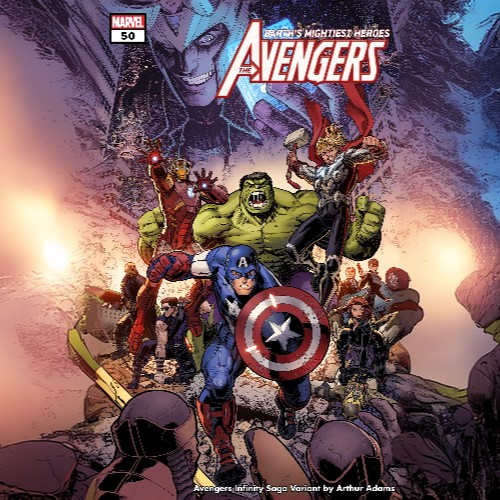 MARVEL
50
EARTH'S MIGHTIEST HEROES
THE AVENGERS
Avengers Infinity Saga Variant by Arthur Adams